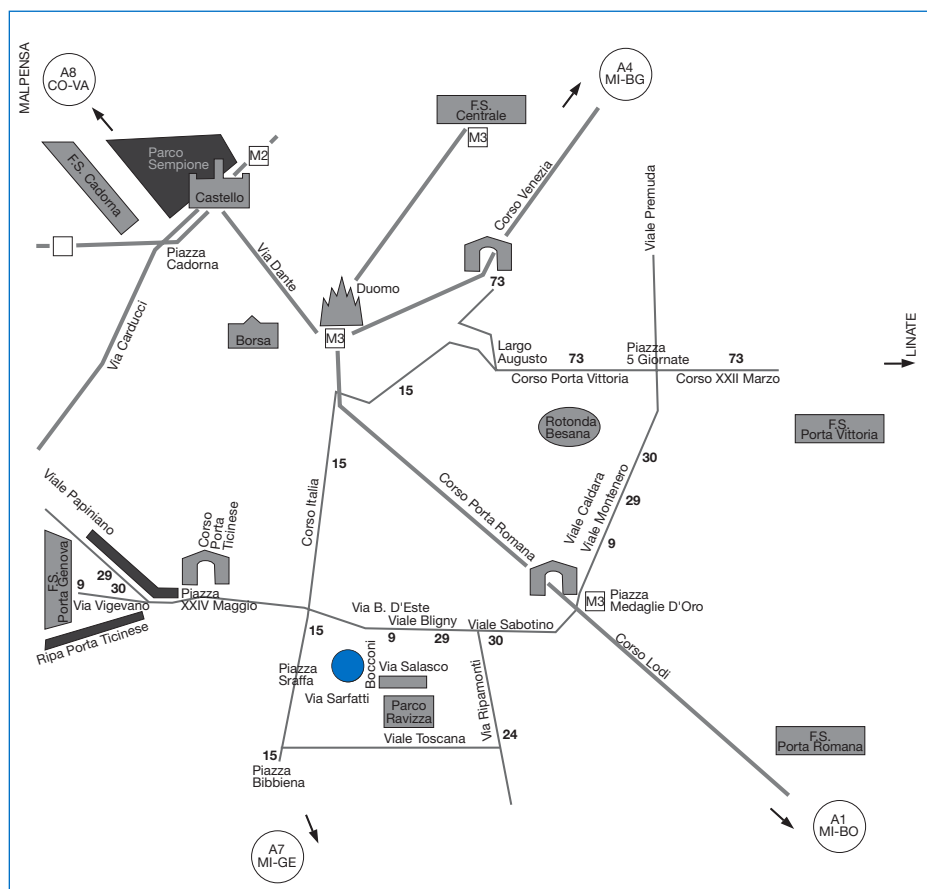 MALPENSA
A8
CO-VA
A4
MI-BG
F.S.
Centrale
M3
Parco
Sempione
M2
F.S. Cadorna
Castello
Corso Venezia
Viale Premuda
Piazza
Cadorna
Via Dante
73
Duomo
Via Carducci
Borsa
M3
Largo
Augusto
73
Piazza
5 Giornate
73
LINATE
Corso Porta Vittoria
Corso XXII Marzo
15
Rotonda
Besana
F.S.
Porta Vittoria
15
30
Viale Papiniano
Corso Italia
Corso Porta Romana
Viale Caldara
Viale Montenero
29
Corso
Porta
Ticinese
9
F.S.
Porta Genova
9
29
30
Via Vigevano
Piazza
XXIV Maggio
M3
Piazza
Medaglie D'Oro
Ripa Porta Ticinese
Via B. D'Este
Viale Bligny
Viale Sabotino
15
9
29
30
Corso Lodi
Piazza
Sraffa
Bocconi
Via Salasco
Via Sarfatti
Parco
Ravizza
Via Ripamonti
Viale Toscana
24
F.S.
Porta Romana
15
Piazza
Bibbiena
A7
MI-GE
A1
MI-BO